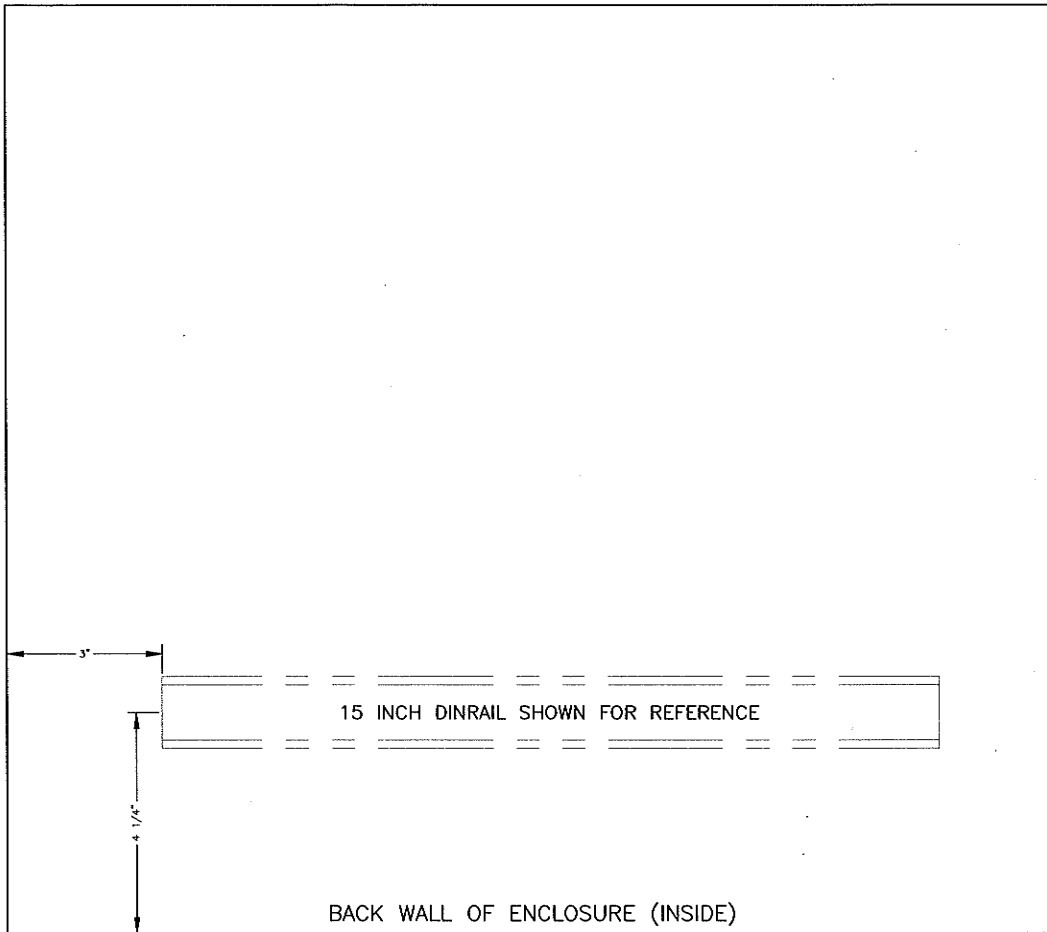 3"
15 INCH DINRAIL SHOWN FOR REFERENCE
4 1/4"
BACK WALL OF ENCLOSURE (INSIDE)